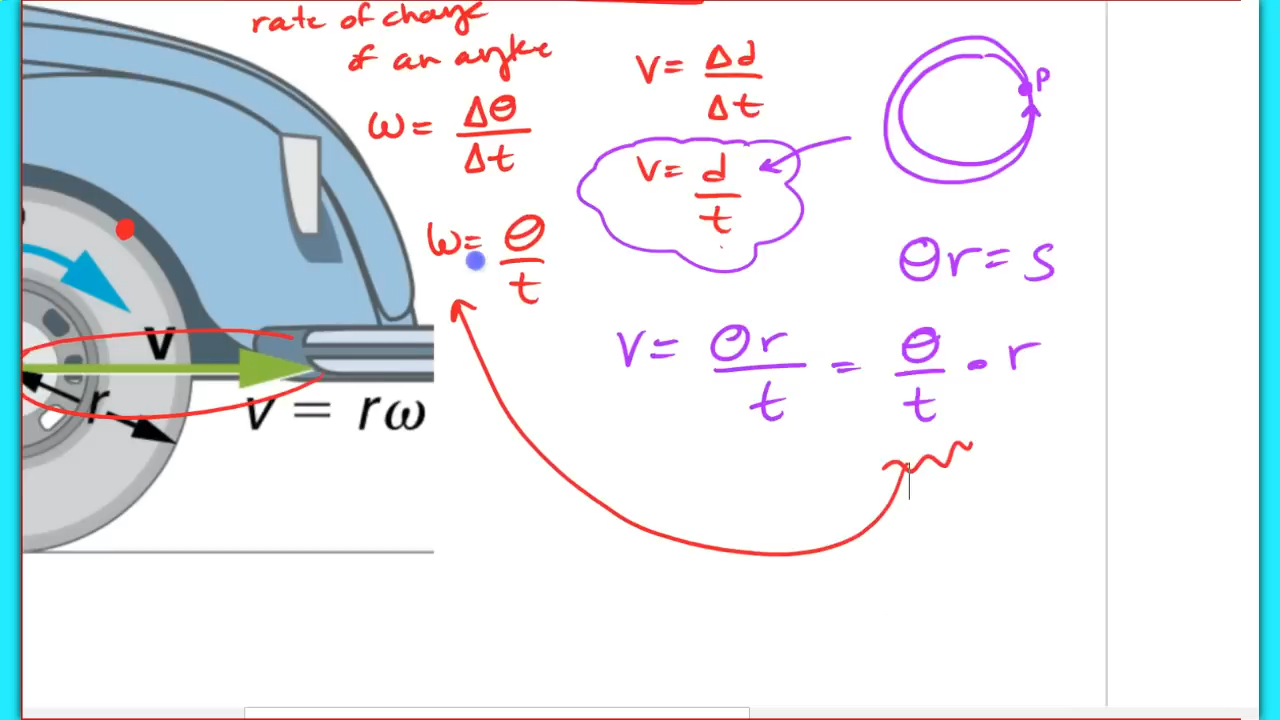 rate of change
of an angle
ω = Δθ/Δt
v = Δd/Δt
P
v = d/t
ω = θ/t
θr = s
v = θr/t = θ/t · r
v
r
v = rω